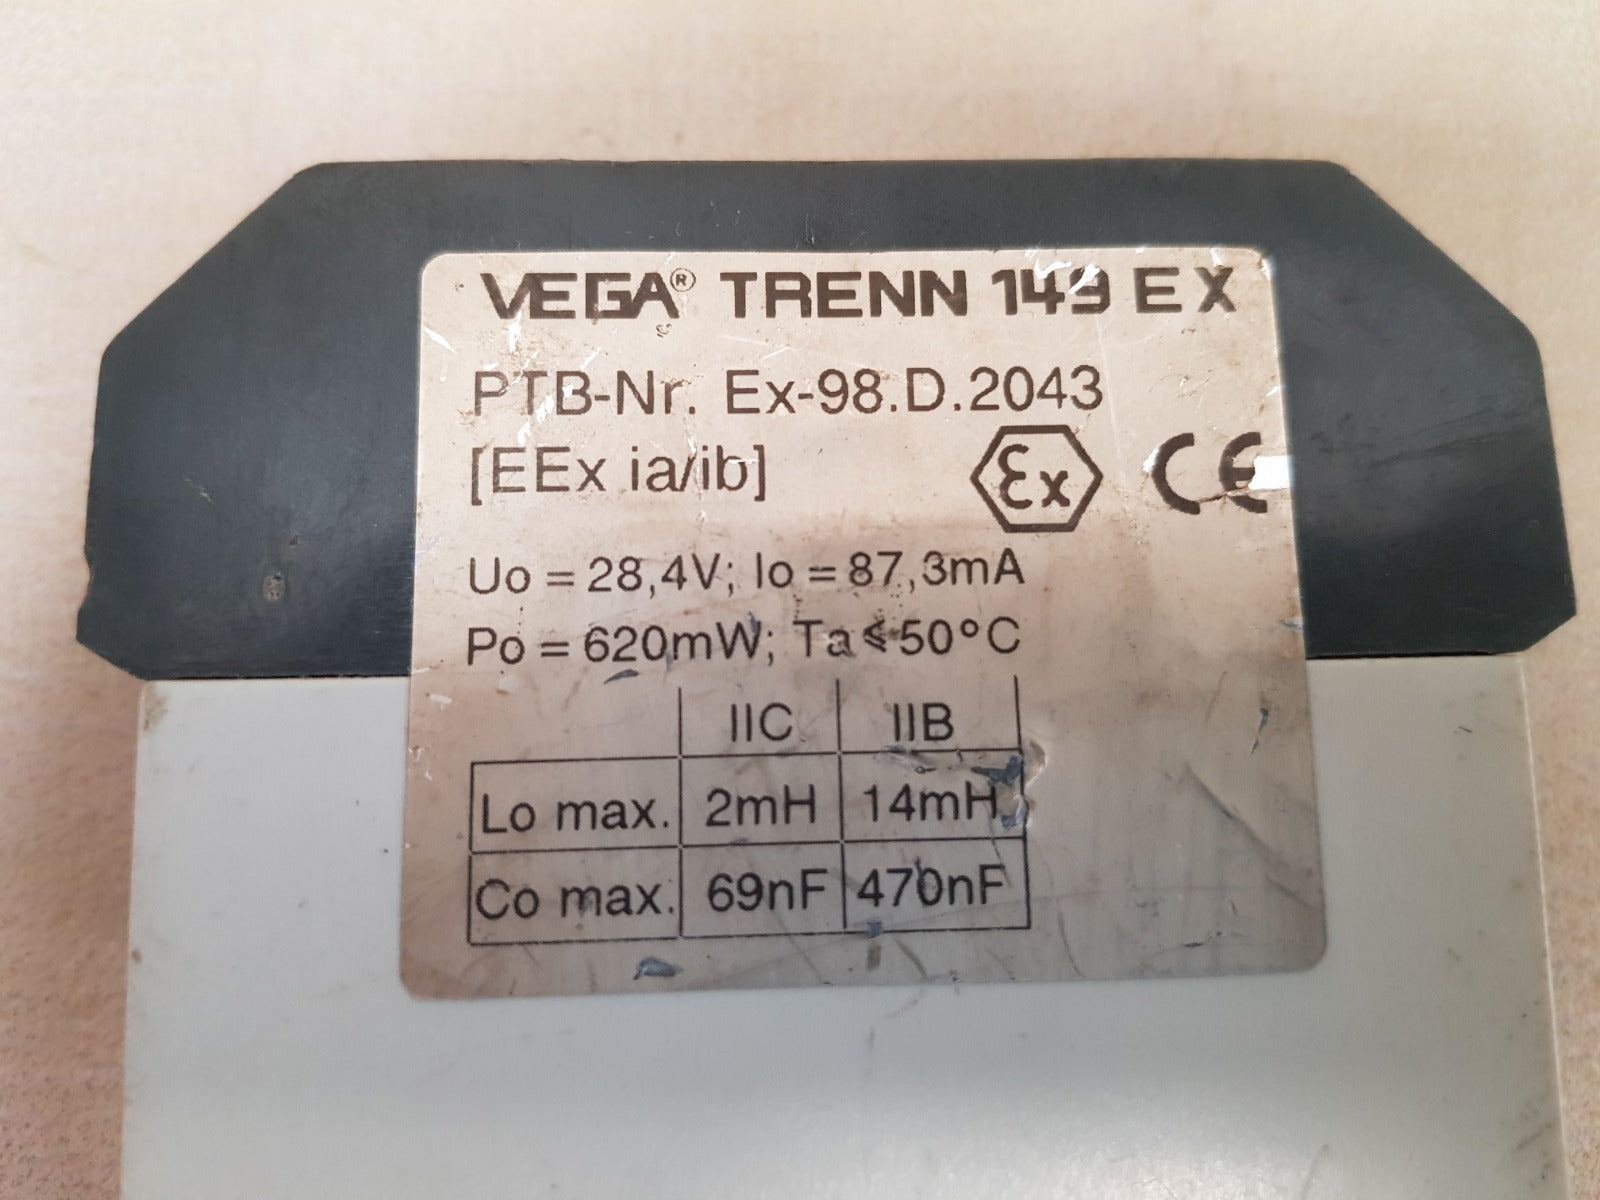 VEGA® TRENN 149 EX
PTB-Nr. Ex-98.D.2043
[EEx ia/ib] Ex CE
Uo = 28,4V; Io = 87,3mA
Po = 620mW; Ta ≤ 50°C
IIC IIB
Lo max. 2mH 14mH
Co max. 69nF 470nF